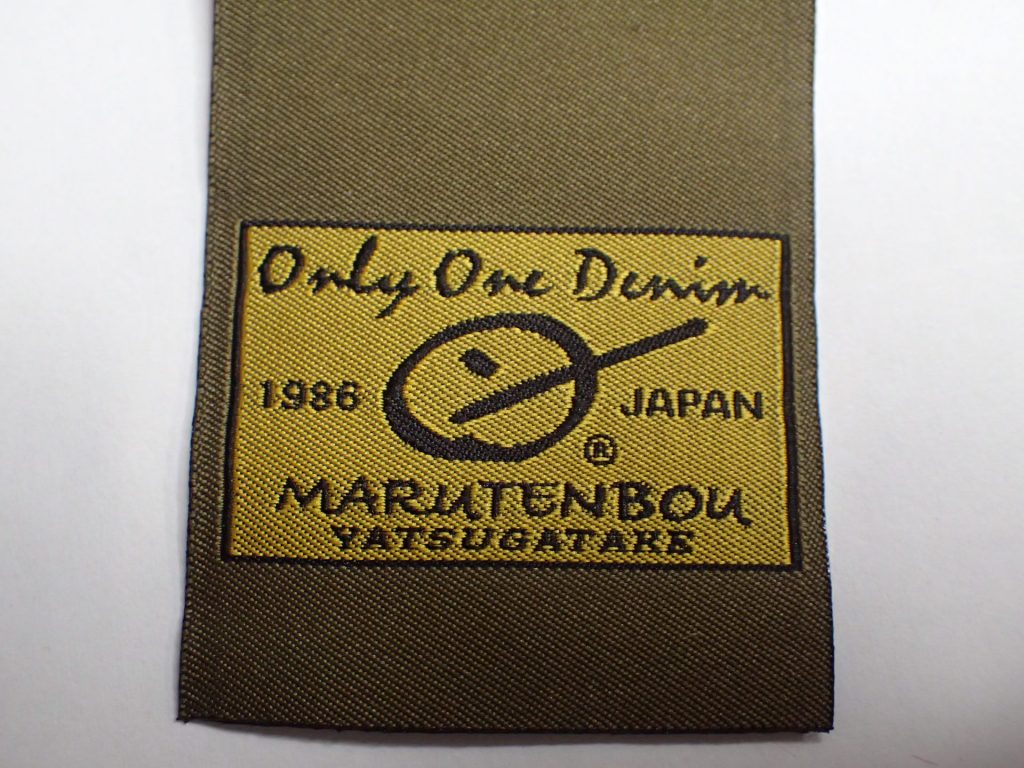 Only One Denim
1986 JAPAN
®
MARUTENBOU
YATSUGATAKE